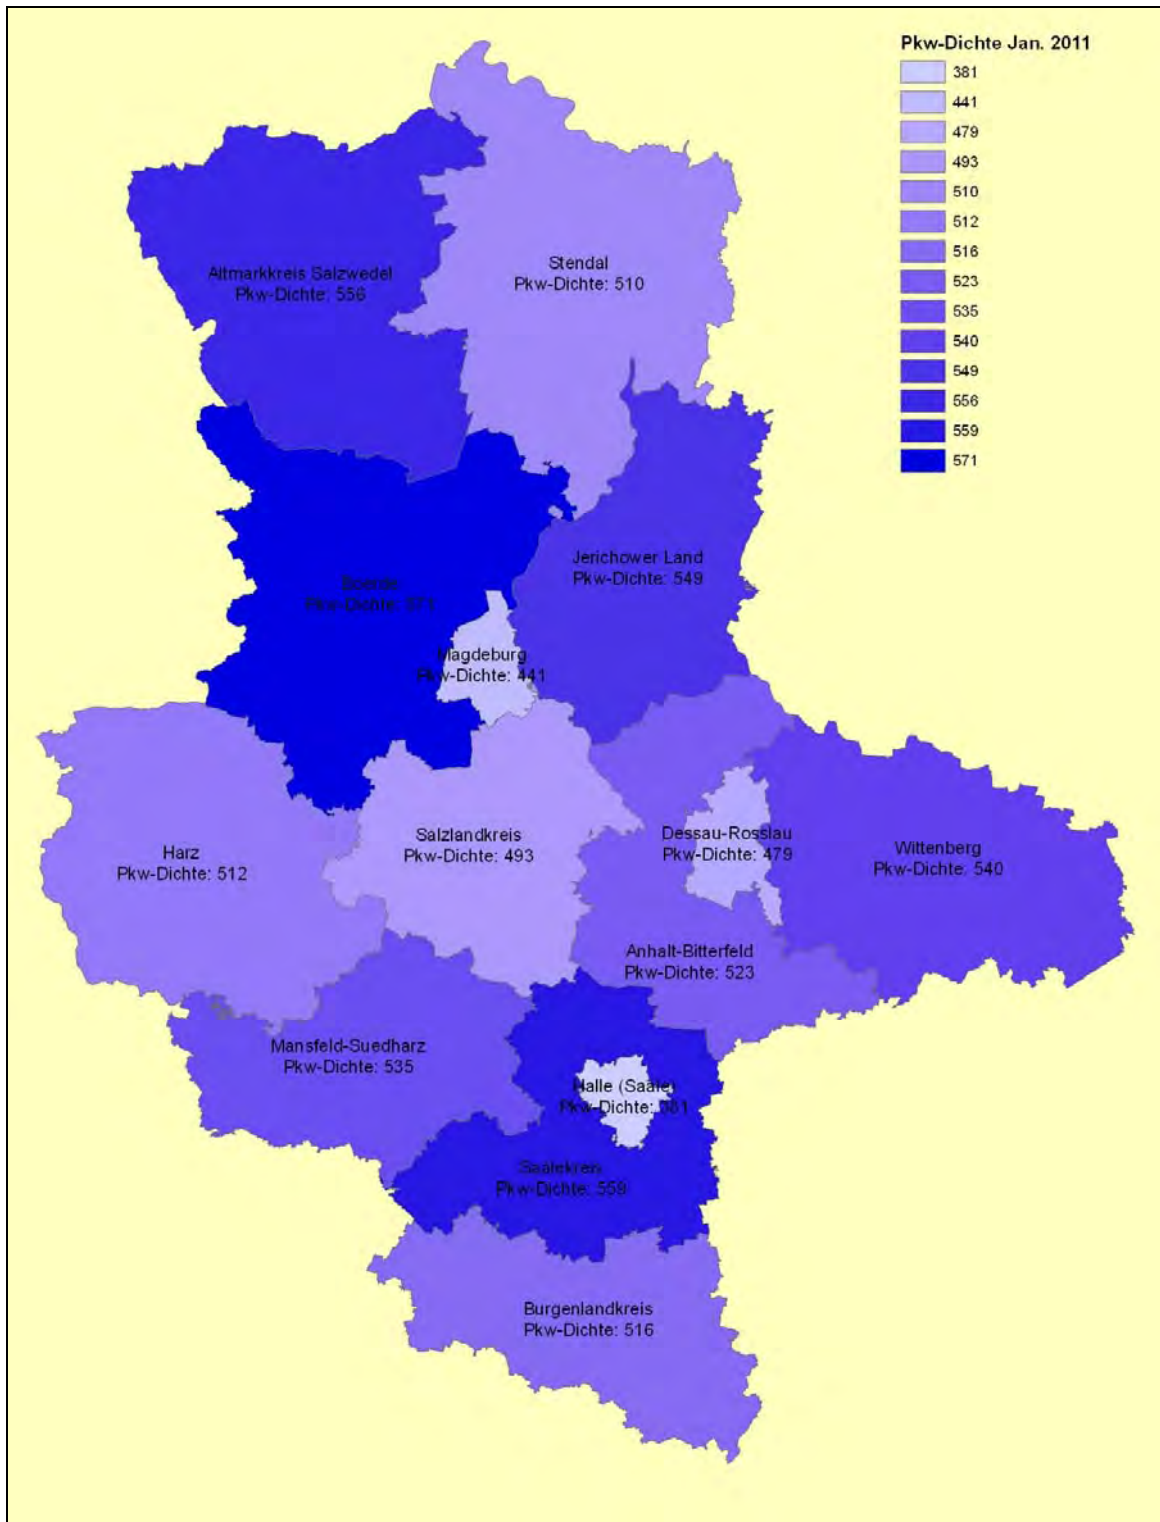 Pkw-Dichte Jan. 2011
381
441
479
493
510
512
516
523
535
540
549
556
559
571
Altmarkkreis Salzwedel
Pkw-Dichte: 556
Stendal
Pkw-Dichte: 510
Jerichower Land
Pkw-Dichte: 549
Boerde
Pkw-Dichte: 571
Magdeburg
Pkw-Dichte: 441
Salzlandkreis
Pkw-Dichte: 493
Dessau-Rosslau
Pkw-Dichte: 479
Wittenberg
Pkw-Dichte: 540
Harz
Pkw-Dichte: 512
Anhalt-Bitterfeld
Pkw-Dichte: 523
Mansfeld-Suedharz
Pkw-Dichte: 535
Halle (Saale)
Pkw-Dichte: 381
Saalekreis
Pkw-Dichte: 559
Burgenlandkreis
Pkw-Dichte: 516